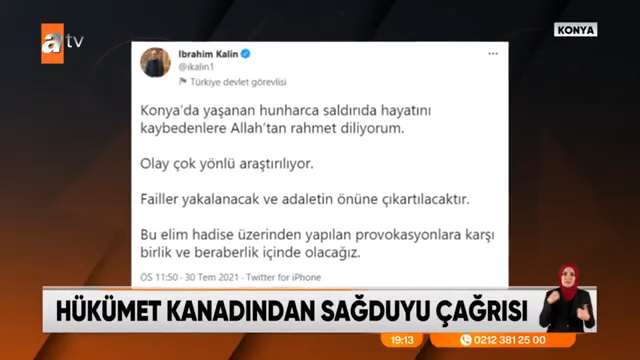 atv
KONYA
Ibrahim Kalin
@ikalin1
Türkiye devlet görevlisi
Konya'da yaşanan hunharca saldırıda hayatını
kaybedenlere Allah'tan rahmet diliyorum.
Olay çok yönlü araştırılıyor.
Failler yakalanacak ve adaletin önüne çıkartılacaktır.
Bu elim hadise üzerinden yapılan provokasyonlara karşı
birlik ve beraberlik içinde olacağız.
ÖS 11:50 · 30 Tem 2021 · Twitter for iPhone
HÜKÜMET KANADINDAN SAĞDUYU ÇAĞRISI
19:13
0212 381 25 00